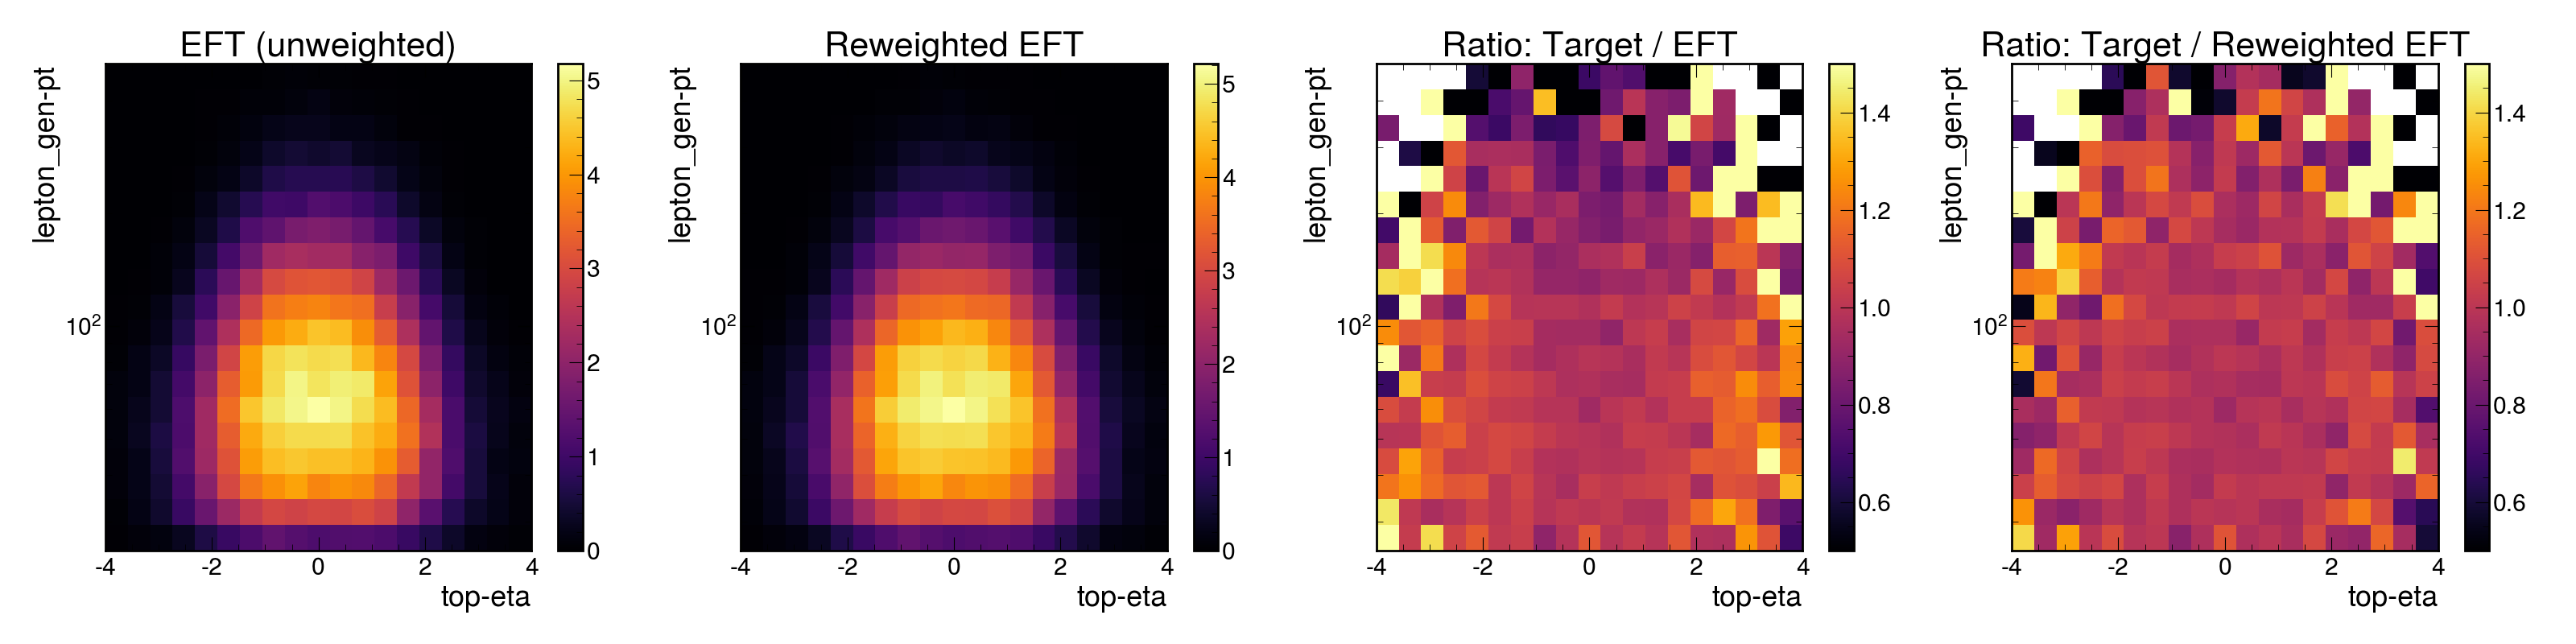 EFT (unweighted)
lepton_gen-pt
10²
-4 -2 0 2 4
top-eta
5
4
3
2
1
0
Reweighted EFT
lepton_gen-pt
10²
-4 -2 0 2 4
top-eta
5
4
3
2
1
0
Ratio: Target / EFT
lepton_gen-pt
10²
-4 -2 0 2 4
top-eta
1.4
1.2
1.0
0.8
0.6
Ratio: Target / Reweighted EFT
lepton_gen-pt
10²
-4 -2 0 2 4
top-eta
1.4
1.2
1.0
0.8
0.6